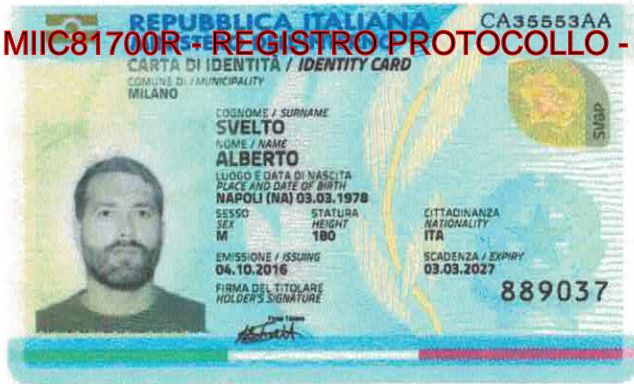 REPUBBLICA ITALIANA
CA35553AA
MIIC81700R - REGISTRO PROTOCOLLO -
CARTA DI IDENTITÀ / IDENTITY CARD
COMUNE DI / MUNICIPALITY
MILANO
COGNOME / SURNAME
SVELTO
NOME / NAME
ALBERTO
LUOGO E DATA DI NASCITA
PLACE AND DATE OF BIRTH
NAPOLI (NA) 03.03.1978
SESSO STATURA CITTADINANZA
SEX HEIGHT NATIONALITY
M 180 ITA
EMISSIONE / ISSUING SCADENZA / EXPIRY
04.10.2016 03.03.2027
FIRMA DEL TITOLARE
HOLDER'S SIGNATURE
889037